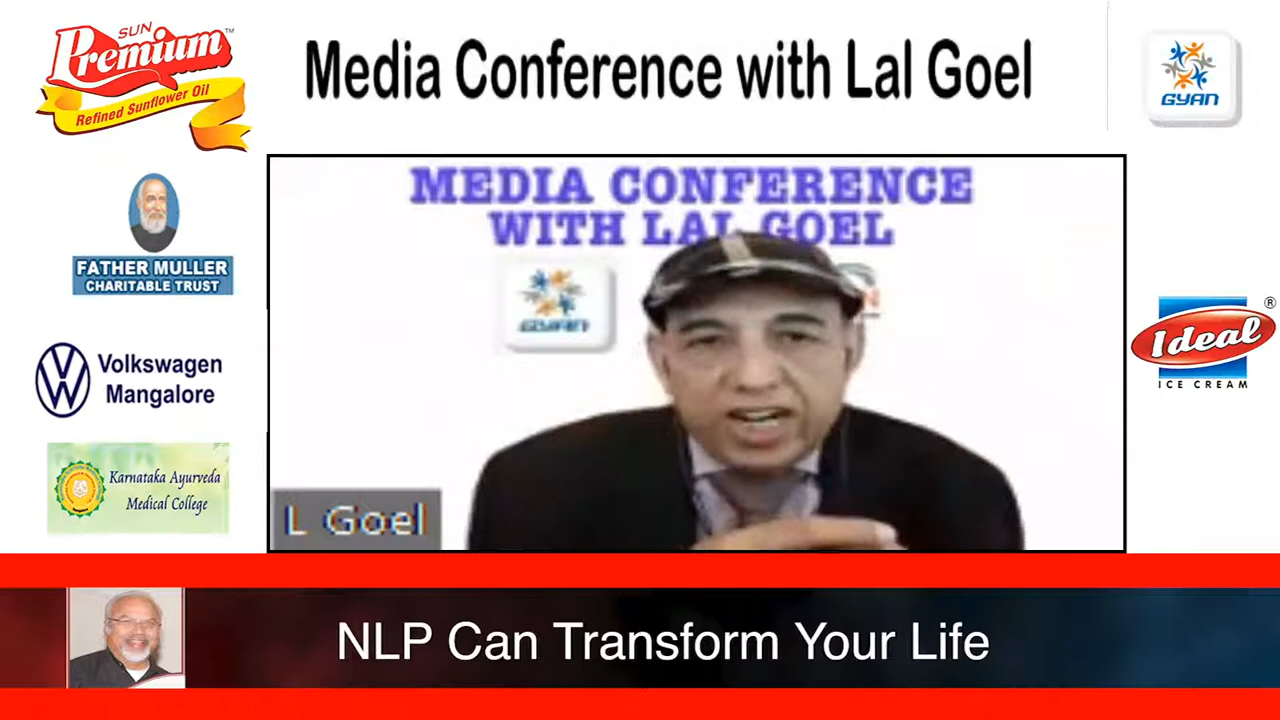 SUN
Premium™
Refined Sunflower Oil
Media Conference with Lal Goel
GYAN
FATHER MULLER
CHARITABLE TRUST
Volkswagen
Mangalore
Karnataka Ayurveda
Medical College
MEDIA CONFERENCE
WITH LAL GOEL
GYAN
L Goel
Ideal®
ICE CREAM
NLP Can Transform Your Life